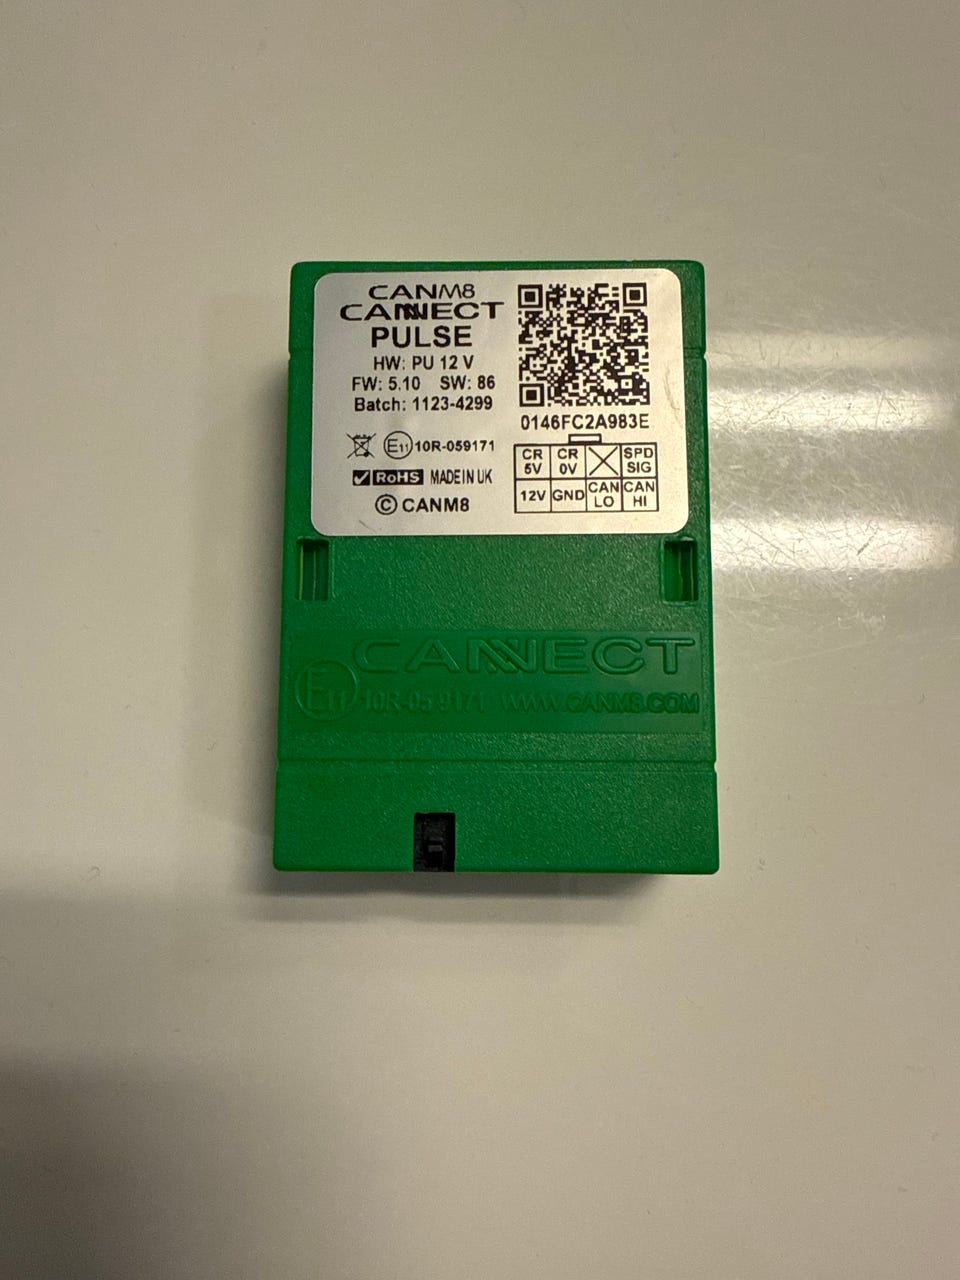 CANM8
CANNECT
PULSE
HW: PU 12 V
FW: 5.10 SW: 86
Batch: 1123-4299
E11 10R-059171
RoHS MADE IN UK
© CANM8
0146FC2A983E
CR 5V CR 0V SPD SIG
12V GND CAN LO CAN HI
CANNECT
E11 10R-05 9171 WWW.CANM8.COM